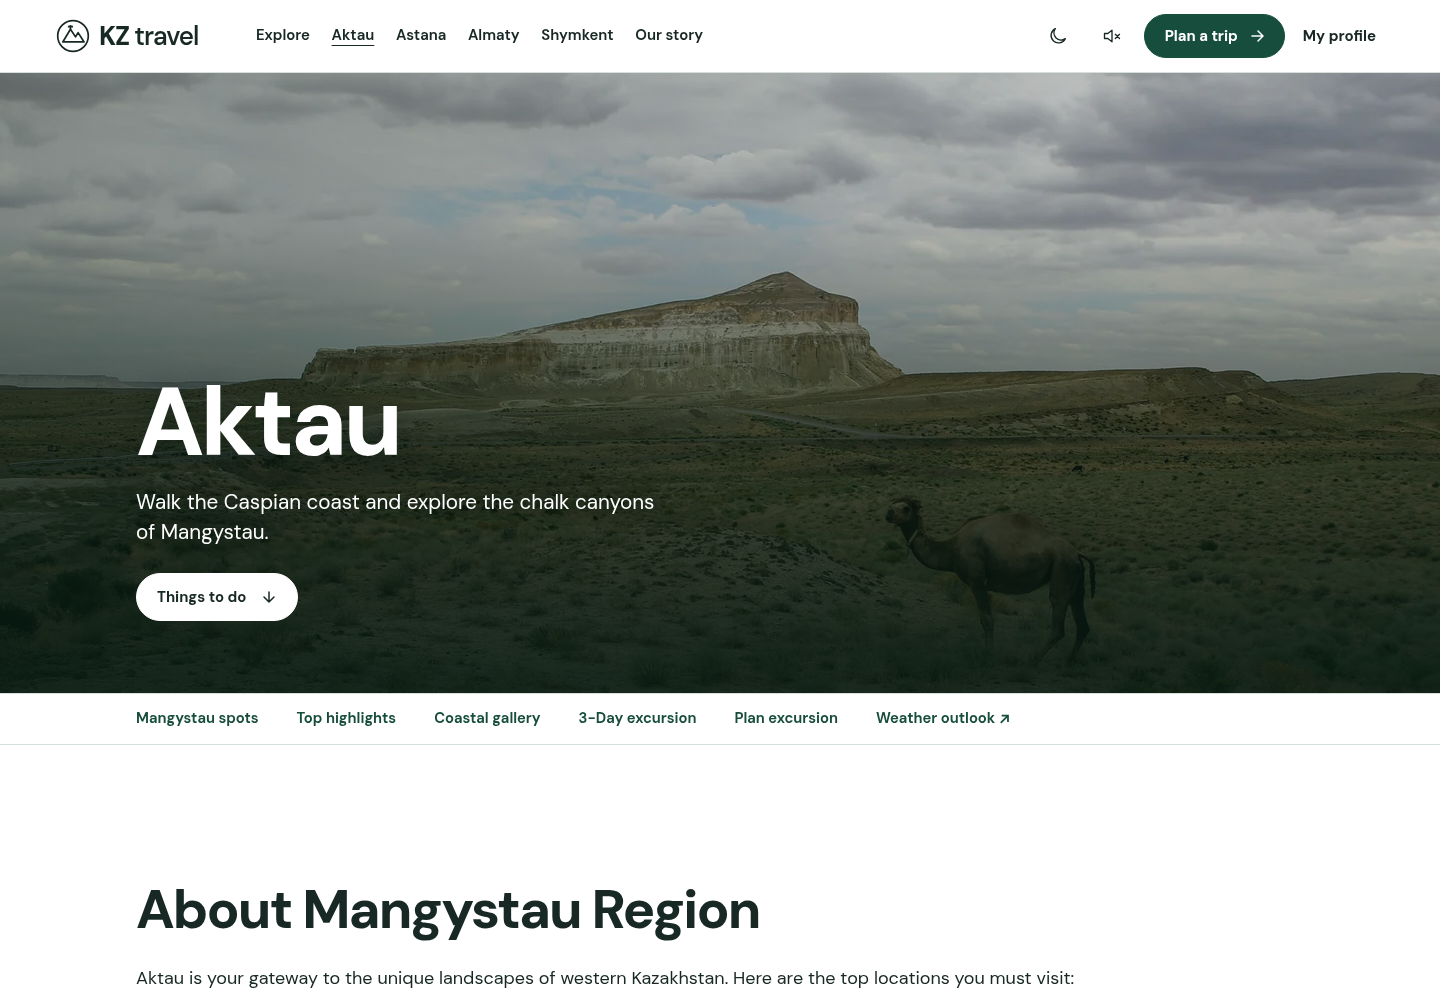 KZ travel
Explore
Aktau
Astana
Almaty
Shymkent
Our story
Plan a trip
My profile
Aktau
Walk the Caspian coast and explore the chalk canyons
of Mangystau.
Things to do
Mangystau spots
Top highlights
Coastal gallery
3-Day excursion
Plan excursion
Weather outlook
About Mangystau Region
Aktau is your gateway to the unique landscapes of western Kazakhstan. Here are the top locations you must visit: